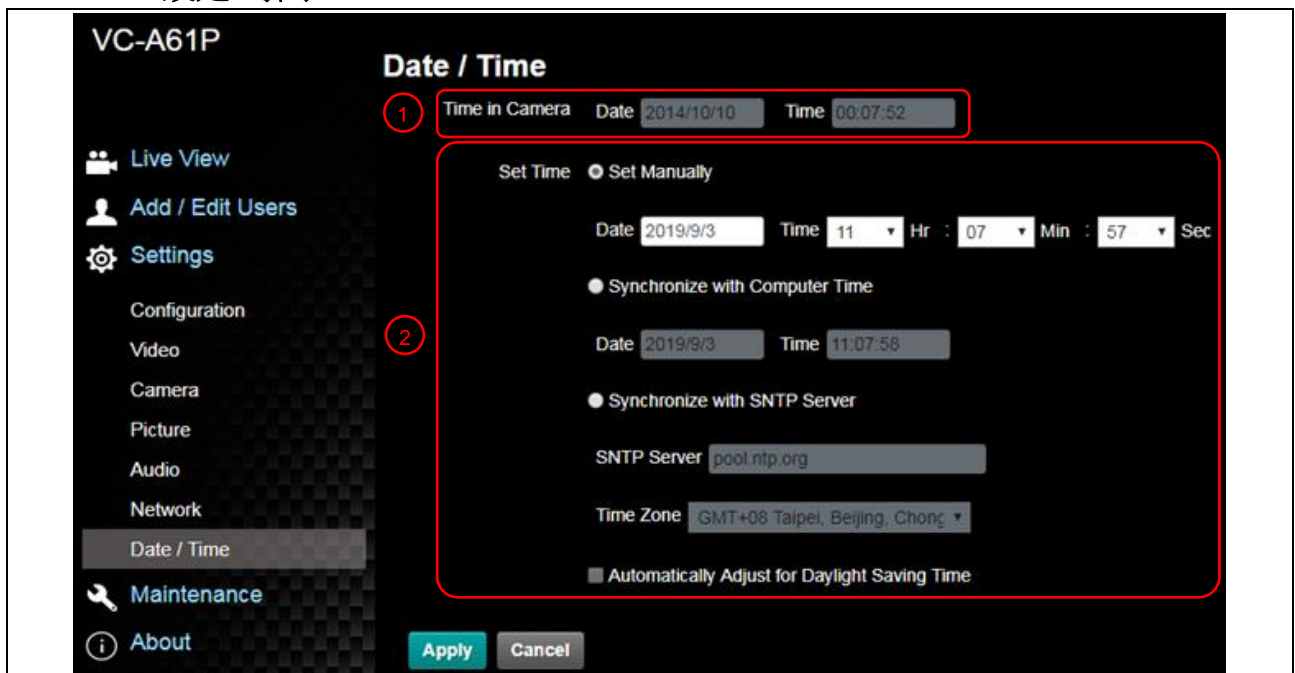 VC-A61P
Date / Time
1 Time in Camera Date 2014/10/10 Time 00:07:52
Live View
Add / Edit Users
Settings
Configuration
Video
Camera
Picture
Audio
Network
Date / Time
Maintenance
About
2
Set Time Set Manually
Date 2019/9/3 Time 11 Hr : 07 Min : 57 Sec
Synchronize with Computer Time
Date 2019/9/3 Time 11:07:58
Synchronize with SNTP Server
SNTP Server pool.ntp.org
Time Zone GMT+08 Taipei, Beijing, Chong
Automatically Adjust for Daylight Saving Time
Apply Cancel